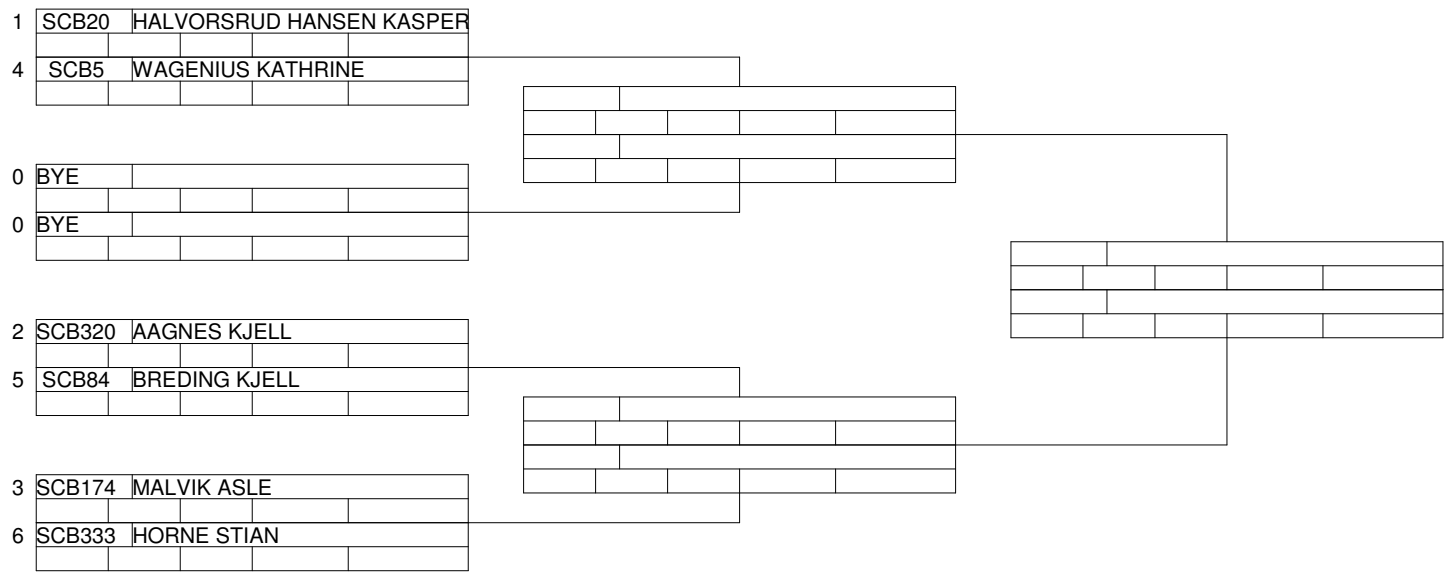 1 SCB20 HALVORSRUD HANSEN KASPER
4 SCB5 WAGENIUS KATHRINE
0 BYE
0 BYE
2 SCB320 AAGNES KJELL
5 SCB84 BREDING KJELL
3 SCB174 MALVIK ASLE
6 SCB333 HORNE STIAN